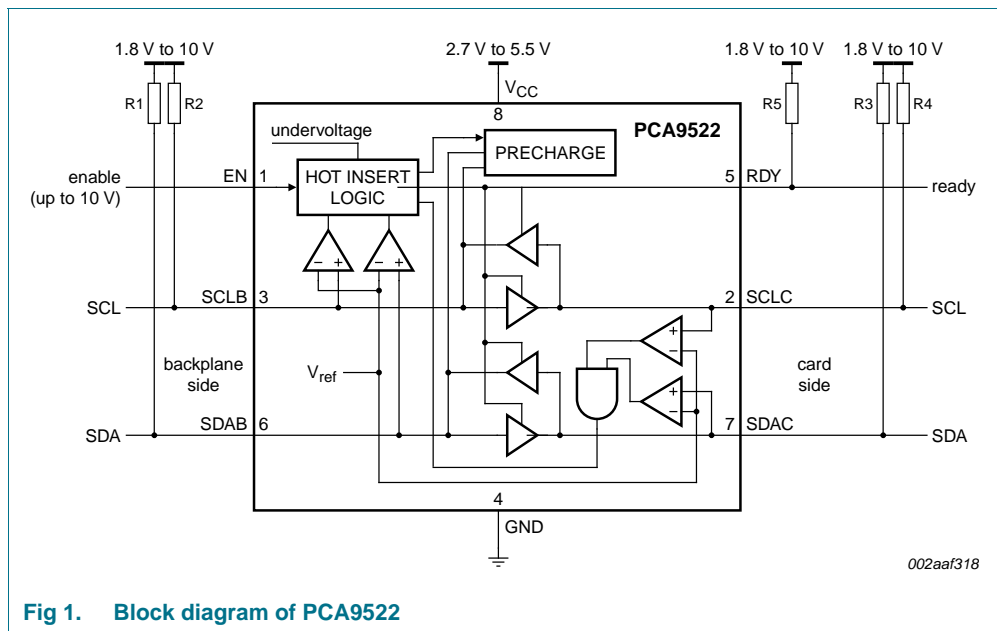 1.8 V to 10 V
2.7 V to 5.5 V
1.8 V to 10 V
1.8 V to 10 V
R1
R2
VCC
8
R5
R3
R4
PCA9522
undervoltage
PRECHARGE
enable
(up to 10 V)
EN
1
HOT INSERT
LOGIC
5
RDY
ready
−
+
−
+
SCL
SCLB
3
2
SCLC
SCL
+
−
backplane
side
Vref
card
side
+
−
SDA
SDAB
6
7
SDAC
SDA
4
GND
002aaf318
Fig 1. Block diagram of PCA9522